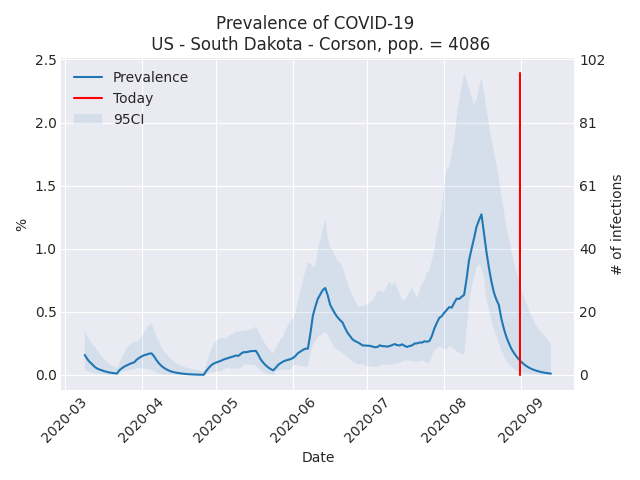 Prevalence of COVID-19
US - South Dakota - Corson, pop. = 4086
Prevalence
Today
95CI
2.5
2.0
1.5
1.0
0.5
0.0
%
102
81
61
40
20
0
# of infections
2020-03
2020-04
2020-05
2020-06
2020-07
2020-08
2020-09
Date